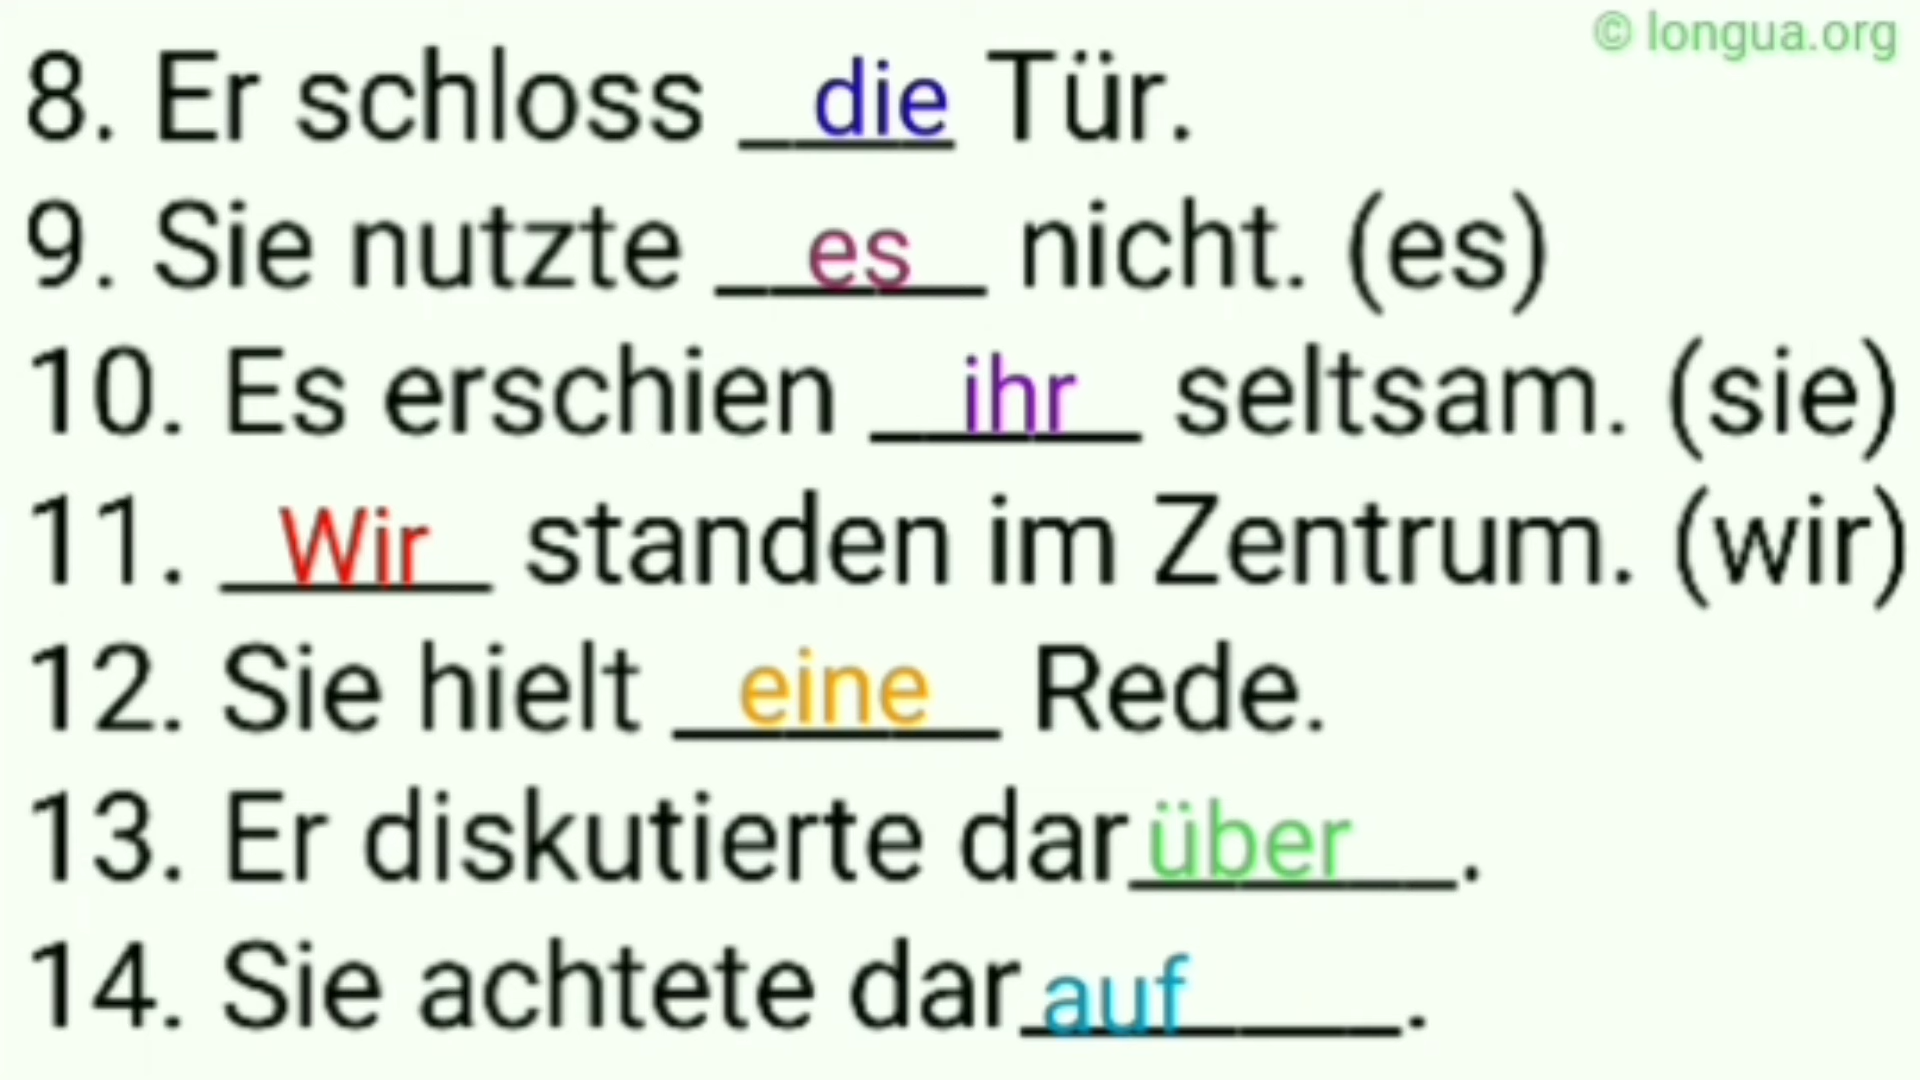 © longua.org
8. Er schloss die Tür.
9. Sie nutzte es nicht. (es)
10. Es erschien ihr seltsam. (sie)
11. Wir standen im Zentrum. (wir)
12. Sie hielt eine Rede.
13. Er diskutierte darüber.
14. Sie achtete darauf.